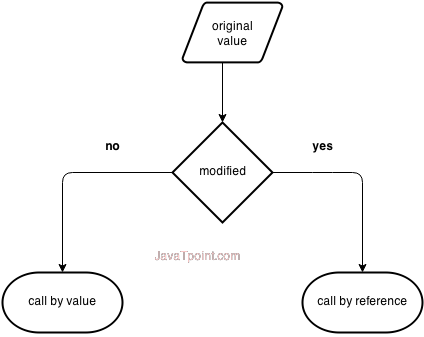 original
value
no
yes
modified
JavaTpoint.com
call by value
call by reference